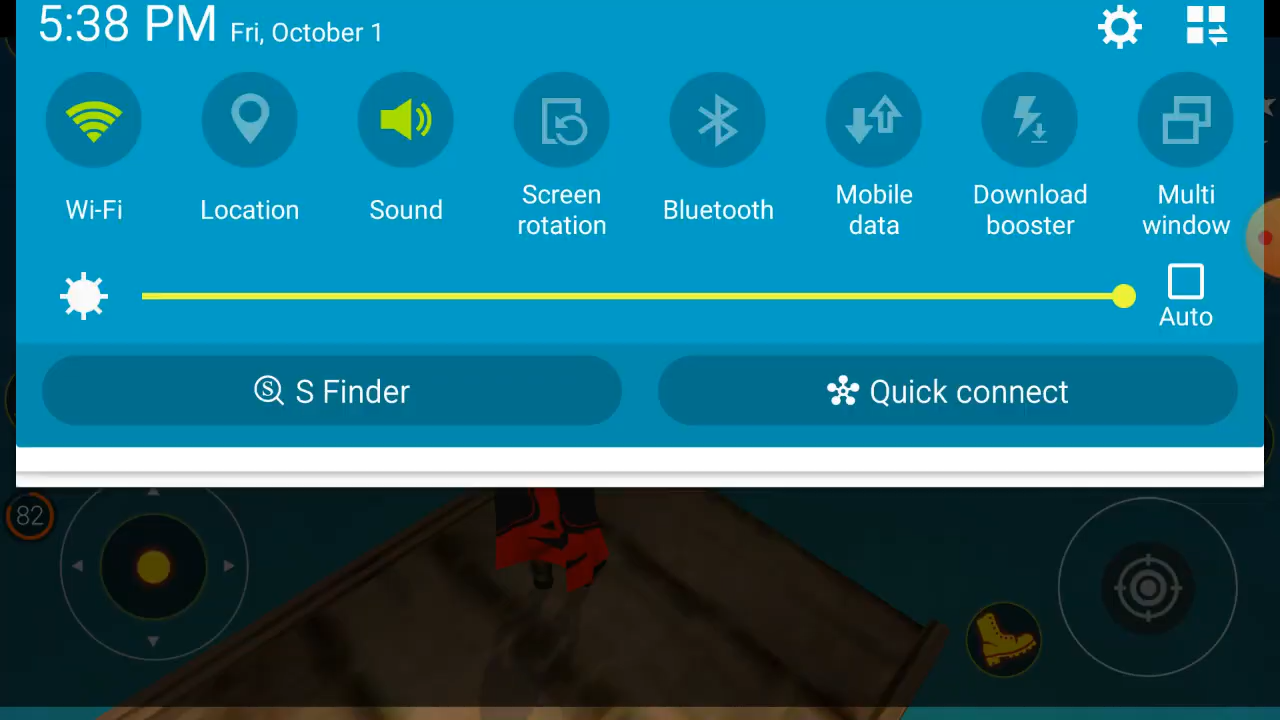 5:38 PM Fri, October 1
Wi-Fi
Location
Sound
Screen
rotation
Bluetooth
Mobile
data
Download
booster
Multi
window
Auto
S Finder
Quick connect
82